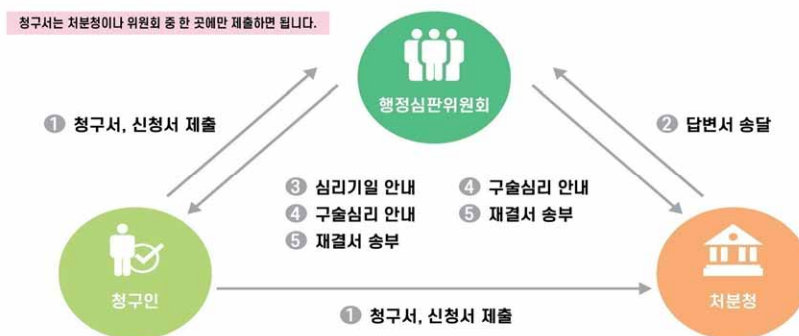 청구서는 처분청이나 위원회 중 한 곳에만 제출하면 됩니다.
행정심판위원회
1 청구서, 신청서 제출
2 답변서 송달
3 심리기일 안내
4 구술심리 안내
5 재결서 송부
4 구술심리 안내
5 재결서 송부
청구인
처분청
1 청구서, 신청서 제출